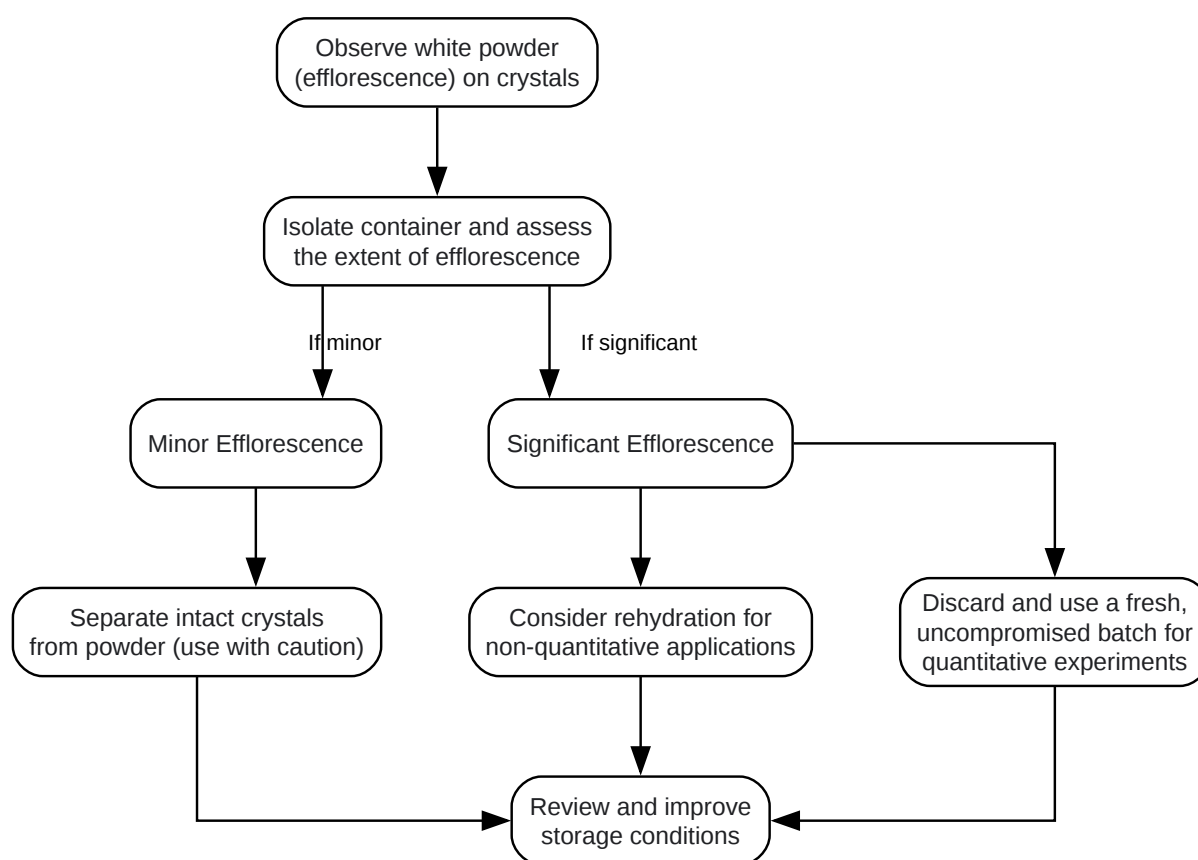 Observe white powder
(efflorescence) on crystals
Isolate container and assess
the extent of efflorescence
If minor
If significant
Minor Efflorescence
Significant Efflorescence
Separate intact crystals
from powder (use with caution)
Consider rehydration for
non-quantitative applications
Discard and use a fresh,
uncompromised batch for
quantitative experiments
Review and improve
storage conditions